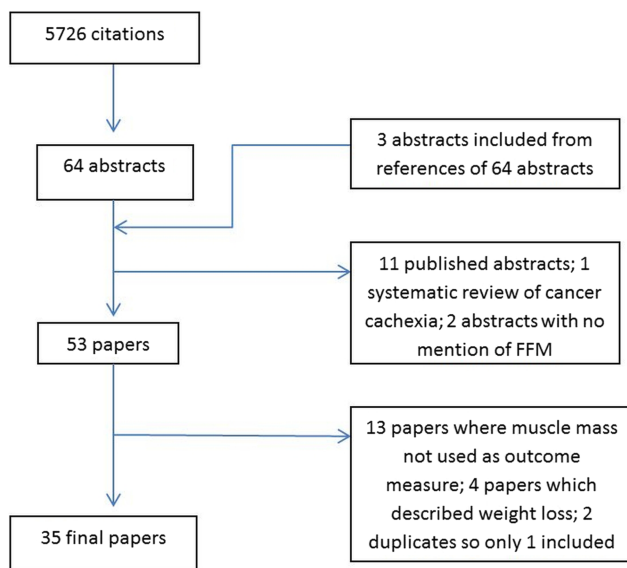 5726 citations
64 abstracts
3 abstracts included from
references of 64 abstracts
11 published abstracts; 1
systematic review of cancer
cachexia; 2 abstracts with no
mention of FFM
53 papers
13 papers where muscle mass
not used as outcome
measure; 4 papers which
described weight loss; 2
duplicates so only 1 included
35 final papers